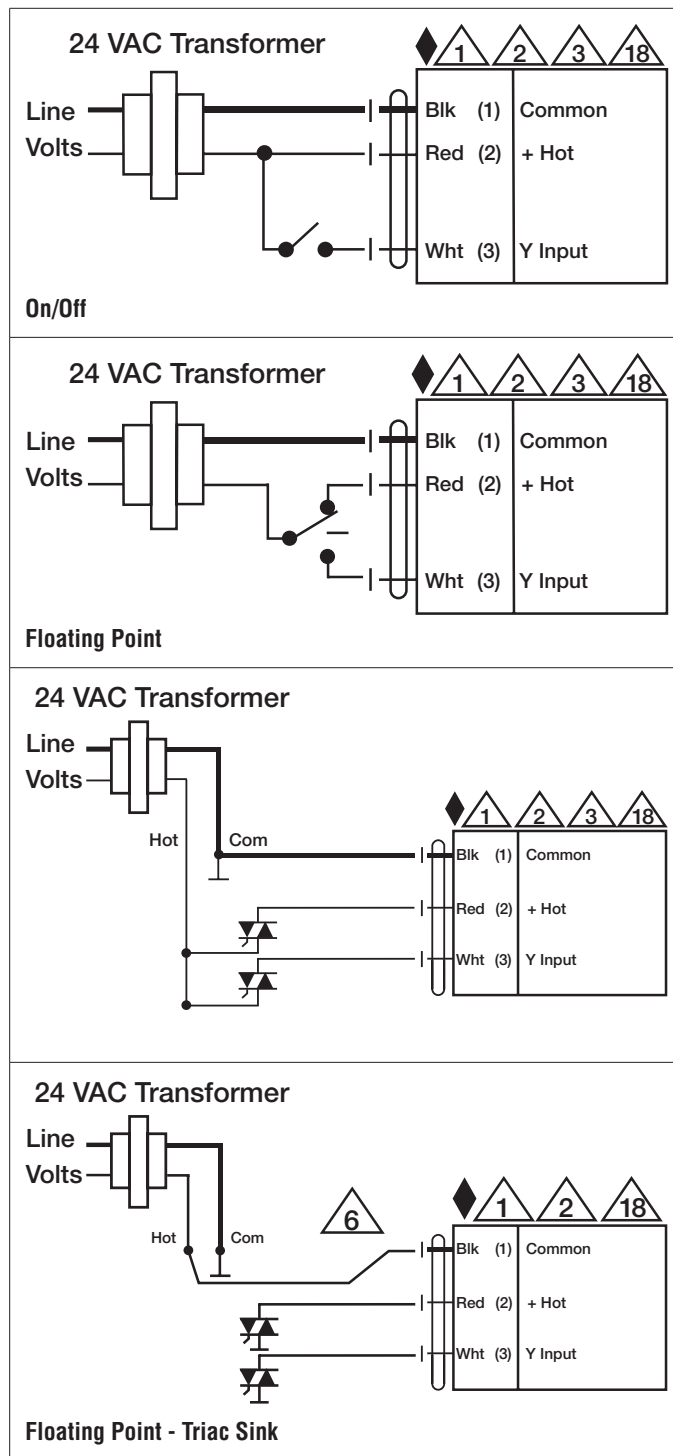 24 VAC Transformer
1 2 3 18
Line
Volts
Blk (1) Common
Red (2) + Hot
Wht (3) Y Input
On/Off
24 VAC Transformer
1 2 3 18
Line
Volts
Blk (1) Common
Red (2) + Hot
Wht (3) Y Input
Floating Point
24 VAC Transformer
Line
Volts
1 2 3 18
Hot Com
Blk (1) Common
Red (2) + Hot
Wht (3) Y Input
24 VAC Transformer
Line
Volts
6
1 2 18
Hot Com
Blk (1) Common
Red (2) + Hot
Wht (3) Y Input
Floating Point - Triac Sink